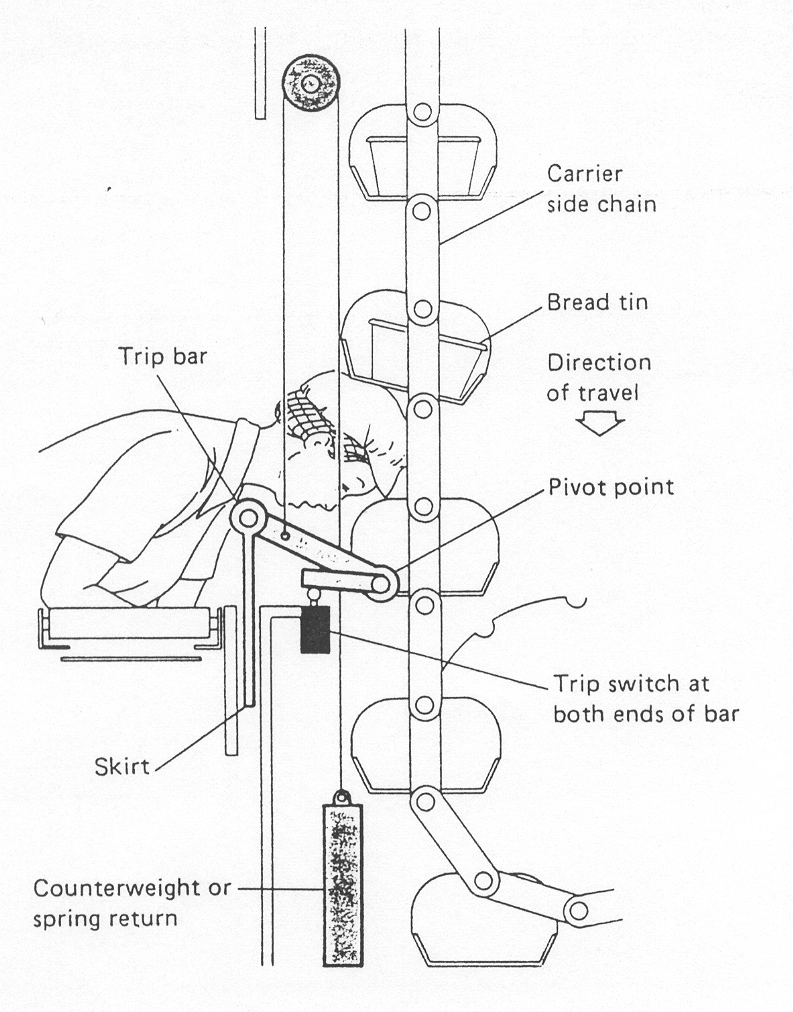 Carrier
side chain
Bread tin
Direction
of travel
Trip bar
Pivot point
Trip switch at
both ends of bar
Skirt
Counterweight or
spring return